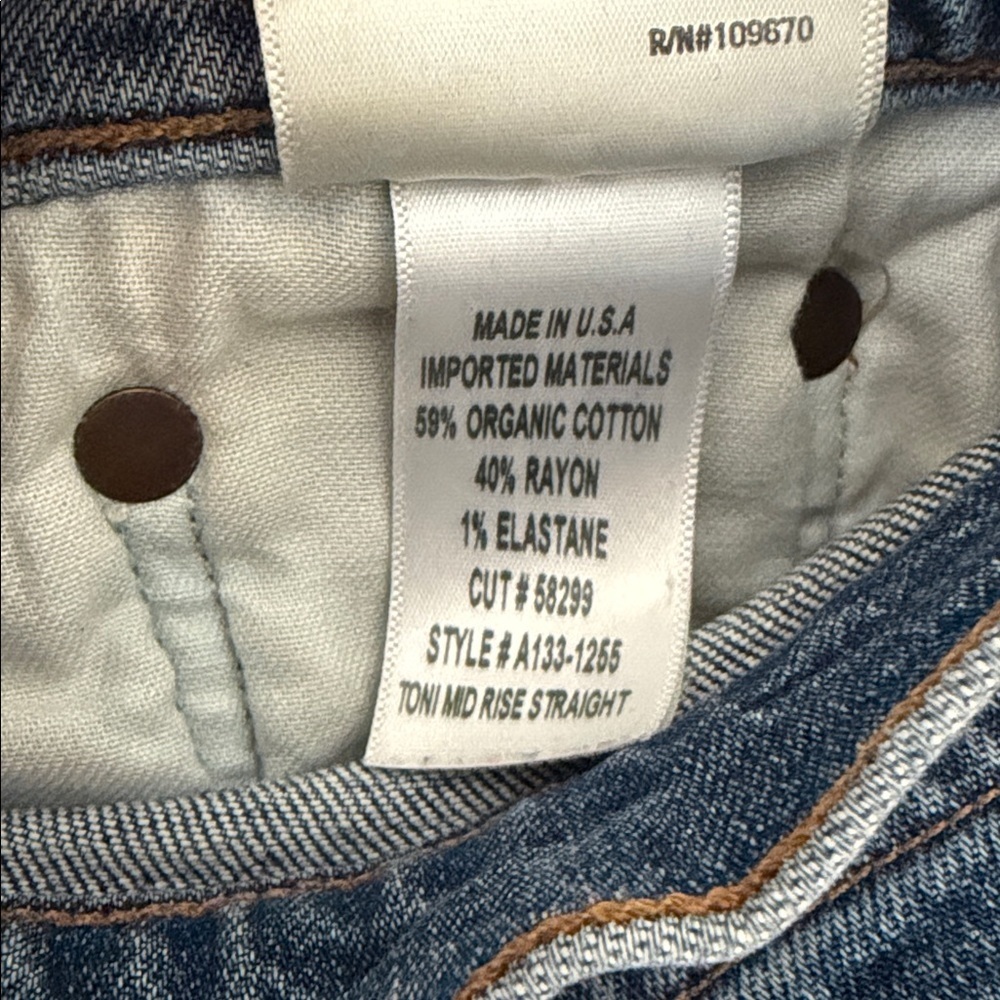 R/N#109670
MADE IN U.S.A
IMPORTED MATERIALS
59% ORGANIC COTTON
40% RAYON
1% ELASTANE
CUT # 58299
STYLE # A133-1255
TONI MID RISE STRAIGHT